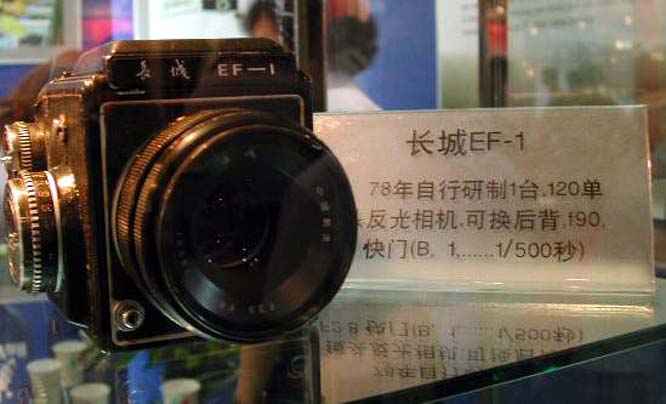 長城 EF-1
长城EF-1
78年自行研制1台,120单
头反光相机,可换后背,f90,
快门(B, 1,......1/500秒)